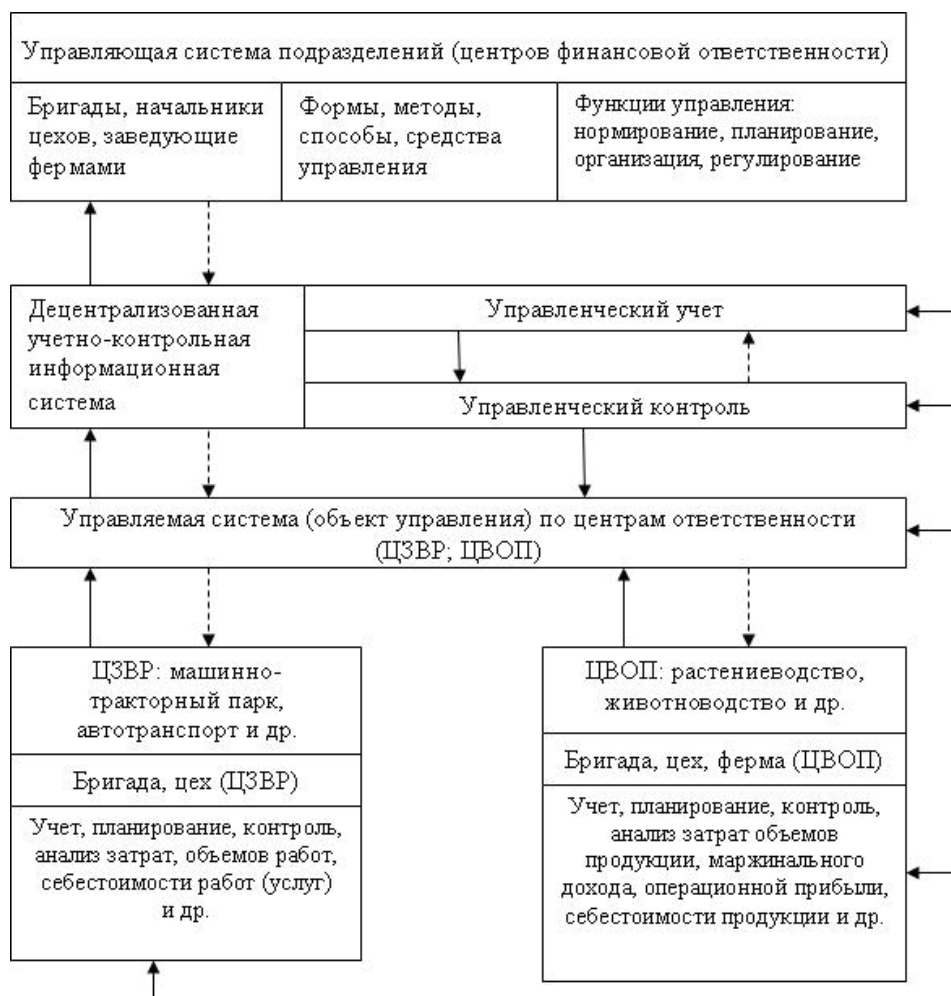 Управляющая система подразделений (центров финансовой ответственности)
Бригады, начальники
цехов, заведующие
фермами
Формы, методы,
способы, средства
управления
Функции управления:
нормирование, планирование,
организация, регулирование
Децентрализованная
учетно-контрольная
информационная
система
Управленческий учет
Управленческий контроль
Управляемая система (объект управления) по центрам ответственности
(ЦЗВР; ЦВОП)
ЦЗВР: машинно-
тракторный парк,
автотранспорт и др.
Бригада, цех (ЦЗВР)
Учет, планирование, контроль,
анализ затрат, объемов работ,
себестоимости работ (услуг)
и др.
ЦВОП: растениеводство,
животноводство и др.
Бригада, цех, ферма (ЦВОП)
Учет, планирование, контроль,
анализ затрат объемов
продукции, маржинального
дохода, операционной прибыли,
себестоимости продукции и др.